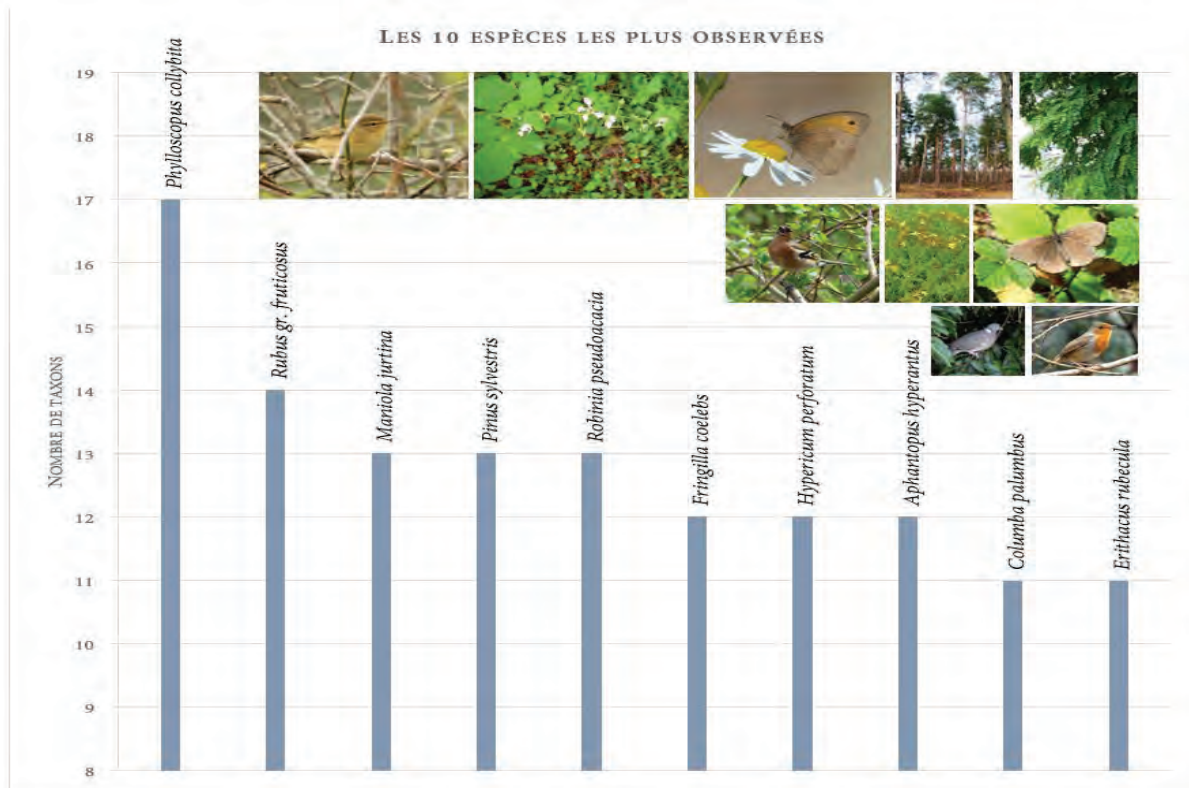 LES 10 ESPÈCES LES PLUS OBSERVÉES
NOMBRE DE TAXONS
19
18
17
16
15
14
13
12
11
10
9
8
Phylloscopus collybita
Rubus gr. fruticosus
Maniola jurtina
Pinus sylvestris
Robinia pseudoacacia
Fringilla coelebs
Hypericum perforatum
Aphantopus hyperantus
Columba palumbus
Erithacus rubecula